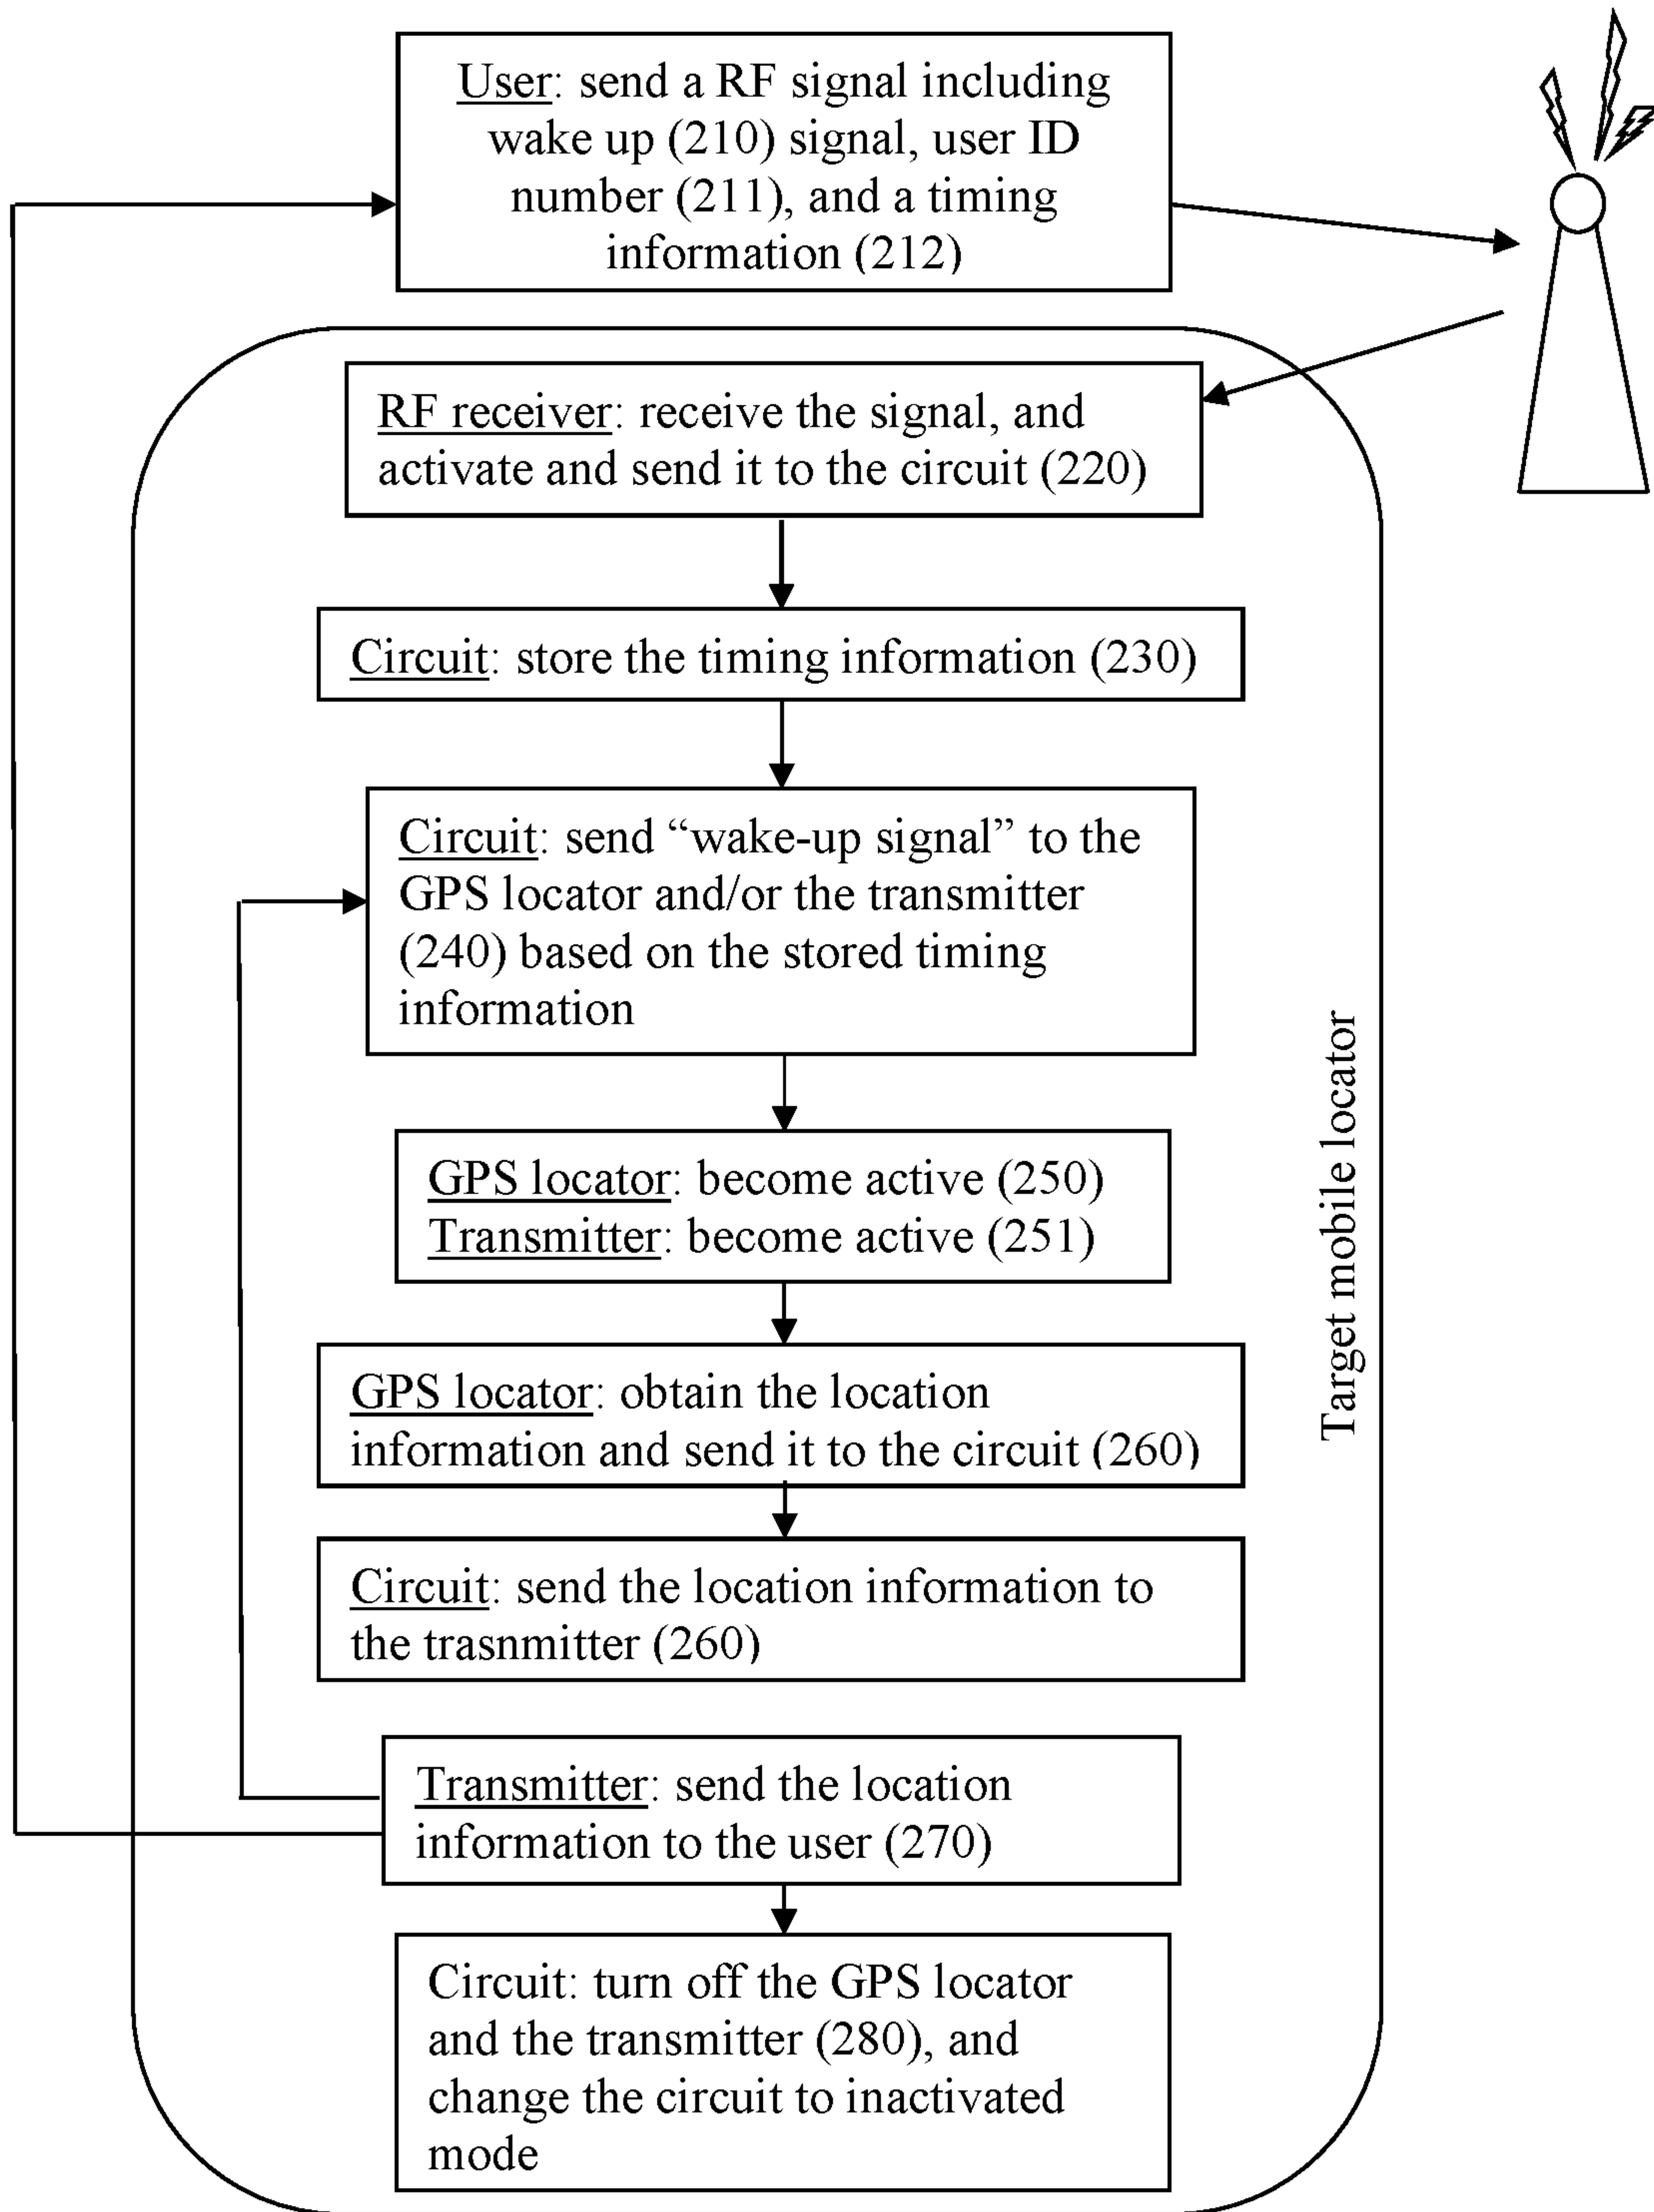 User: send a RF signal including
wake up (210) signal, user ID
number (211), and a timing
information (212)
RF receiver: receive the signal, and
activate and send it to the circuit (220)
Circuit: store the timing information (230)
Circuit: send “wake-up signal” to the
GPS locator and/or the transmitter
(240) based on the stored timing
information
GPS locator: become active (250)
Transmitter: become active (251)
GPS locator: obtain the location
information and send it to the circuit (260)
Circuit: send the location information to
the trasnmitter (260)
Transmitter: send the location
information to the user (270)
Circuit: turn off the GPS locator
and the transmitter (280), and
change the circuit to inactivated
mode
Target mobile locator